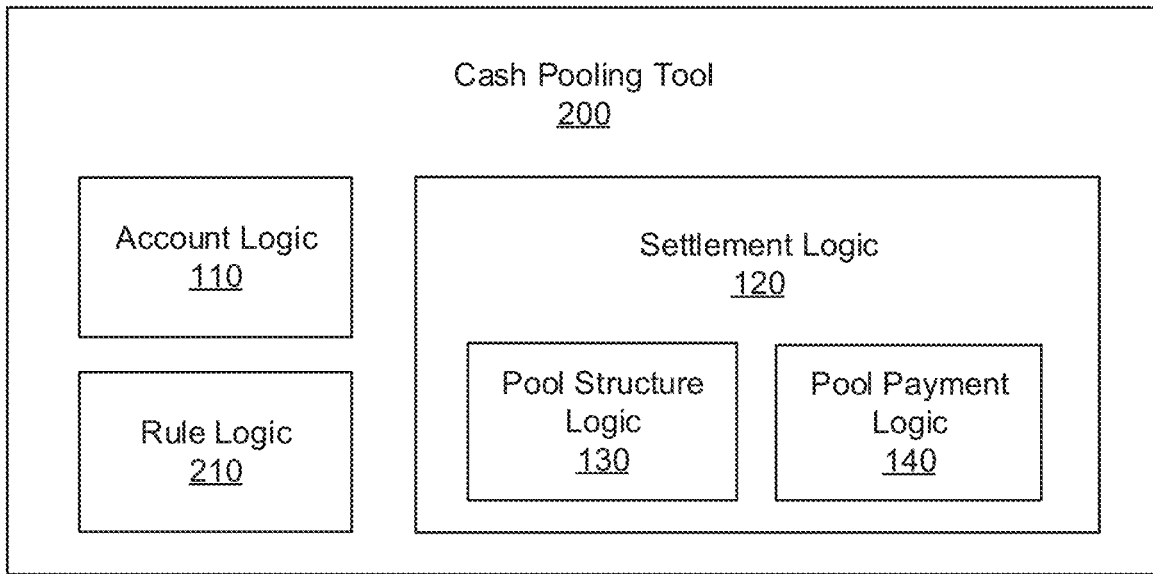 Cash Pooling Tool
200
Account Logic
110
Rule Logic
210
Settlement Logic
120
Pool Structure
Logic
130
Pool Payment
Logic
140